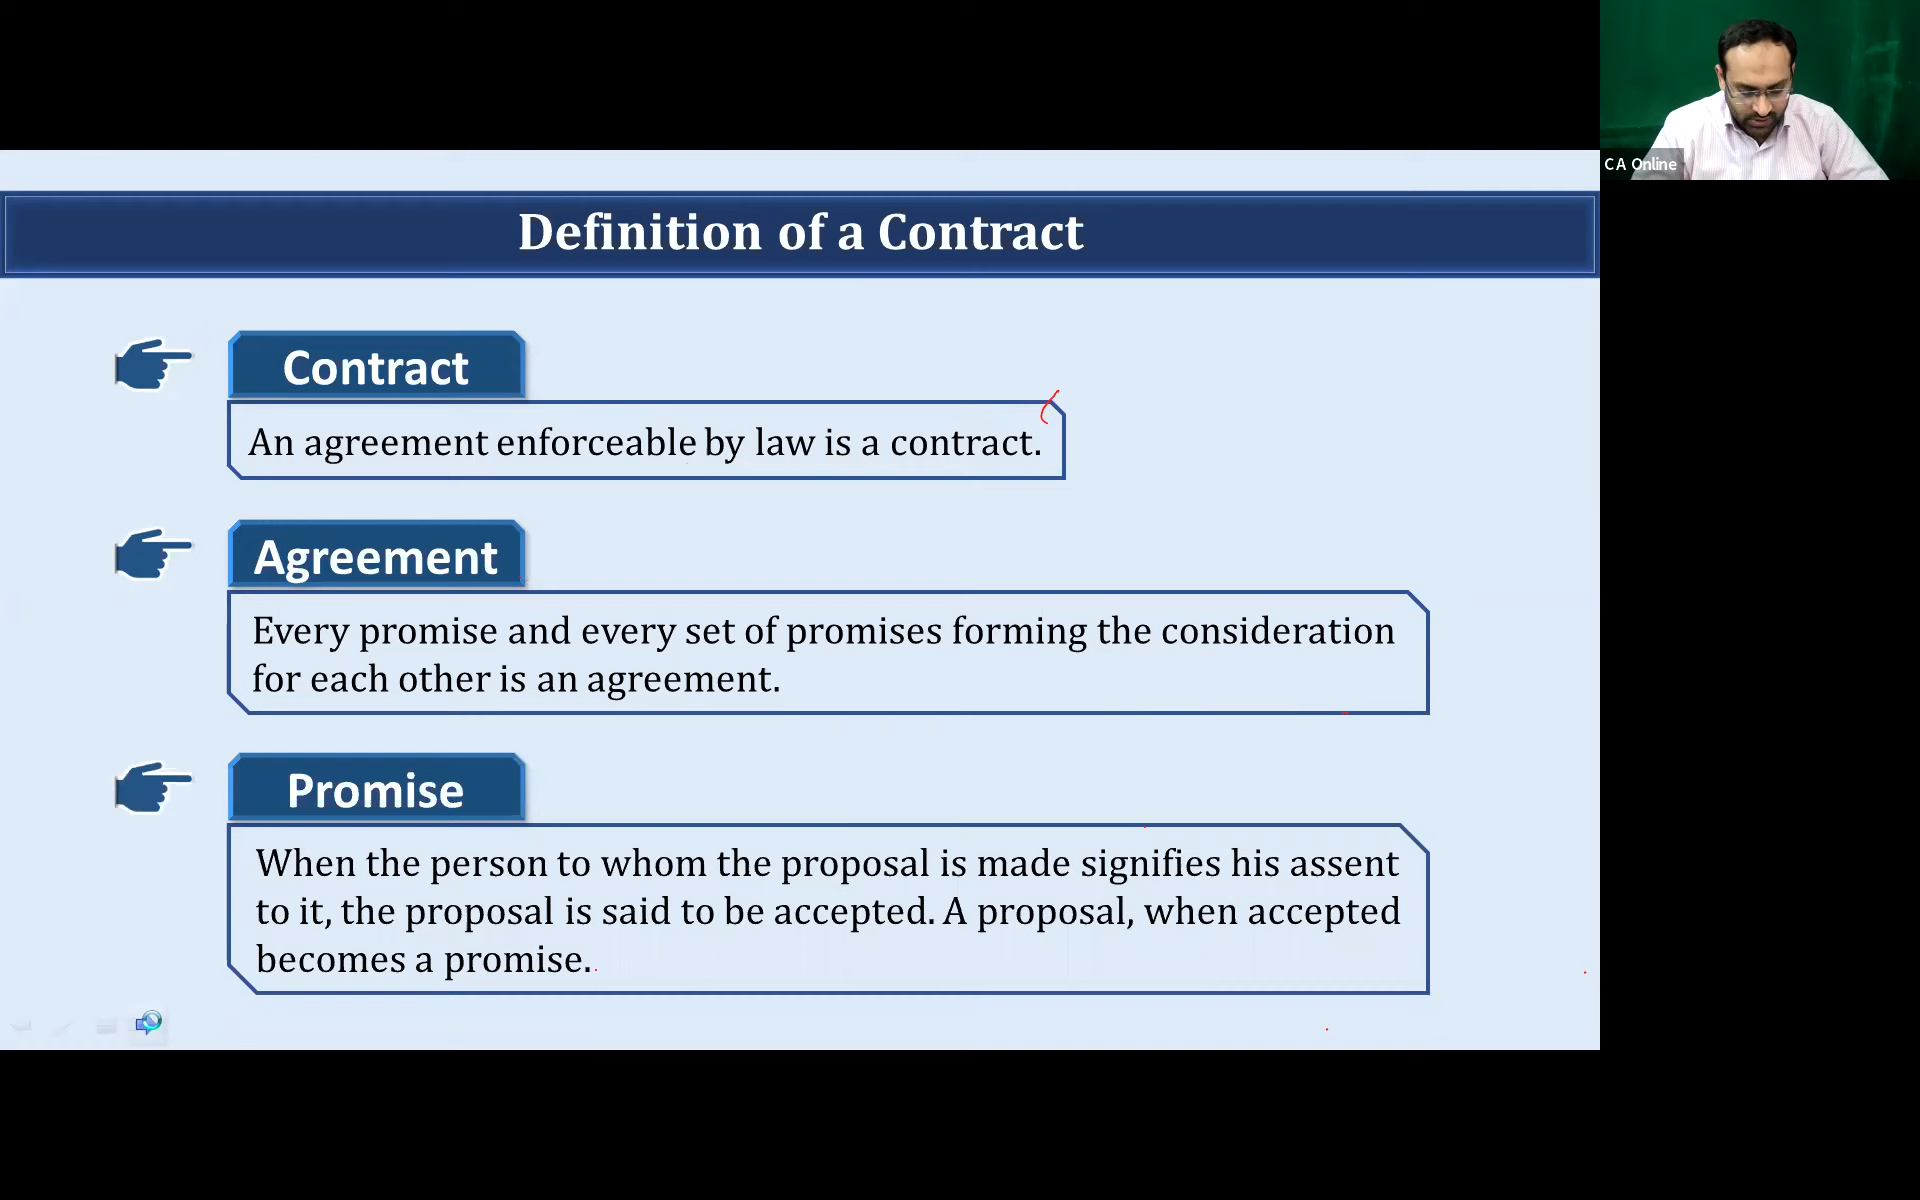 C A Online
Definition of a Contract
Contract
An agreement enforceable by law is a contract.
Agreement
Every promise and every set of promises forming the consideration
for each other is an agreement.
Promise
When the person to whom the proposal is made signifies his assent
to it, the proposal is said to be accepted. A proposal, when accepted
becomes a promise.